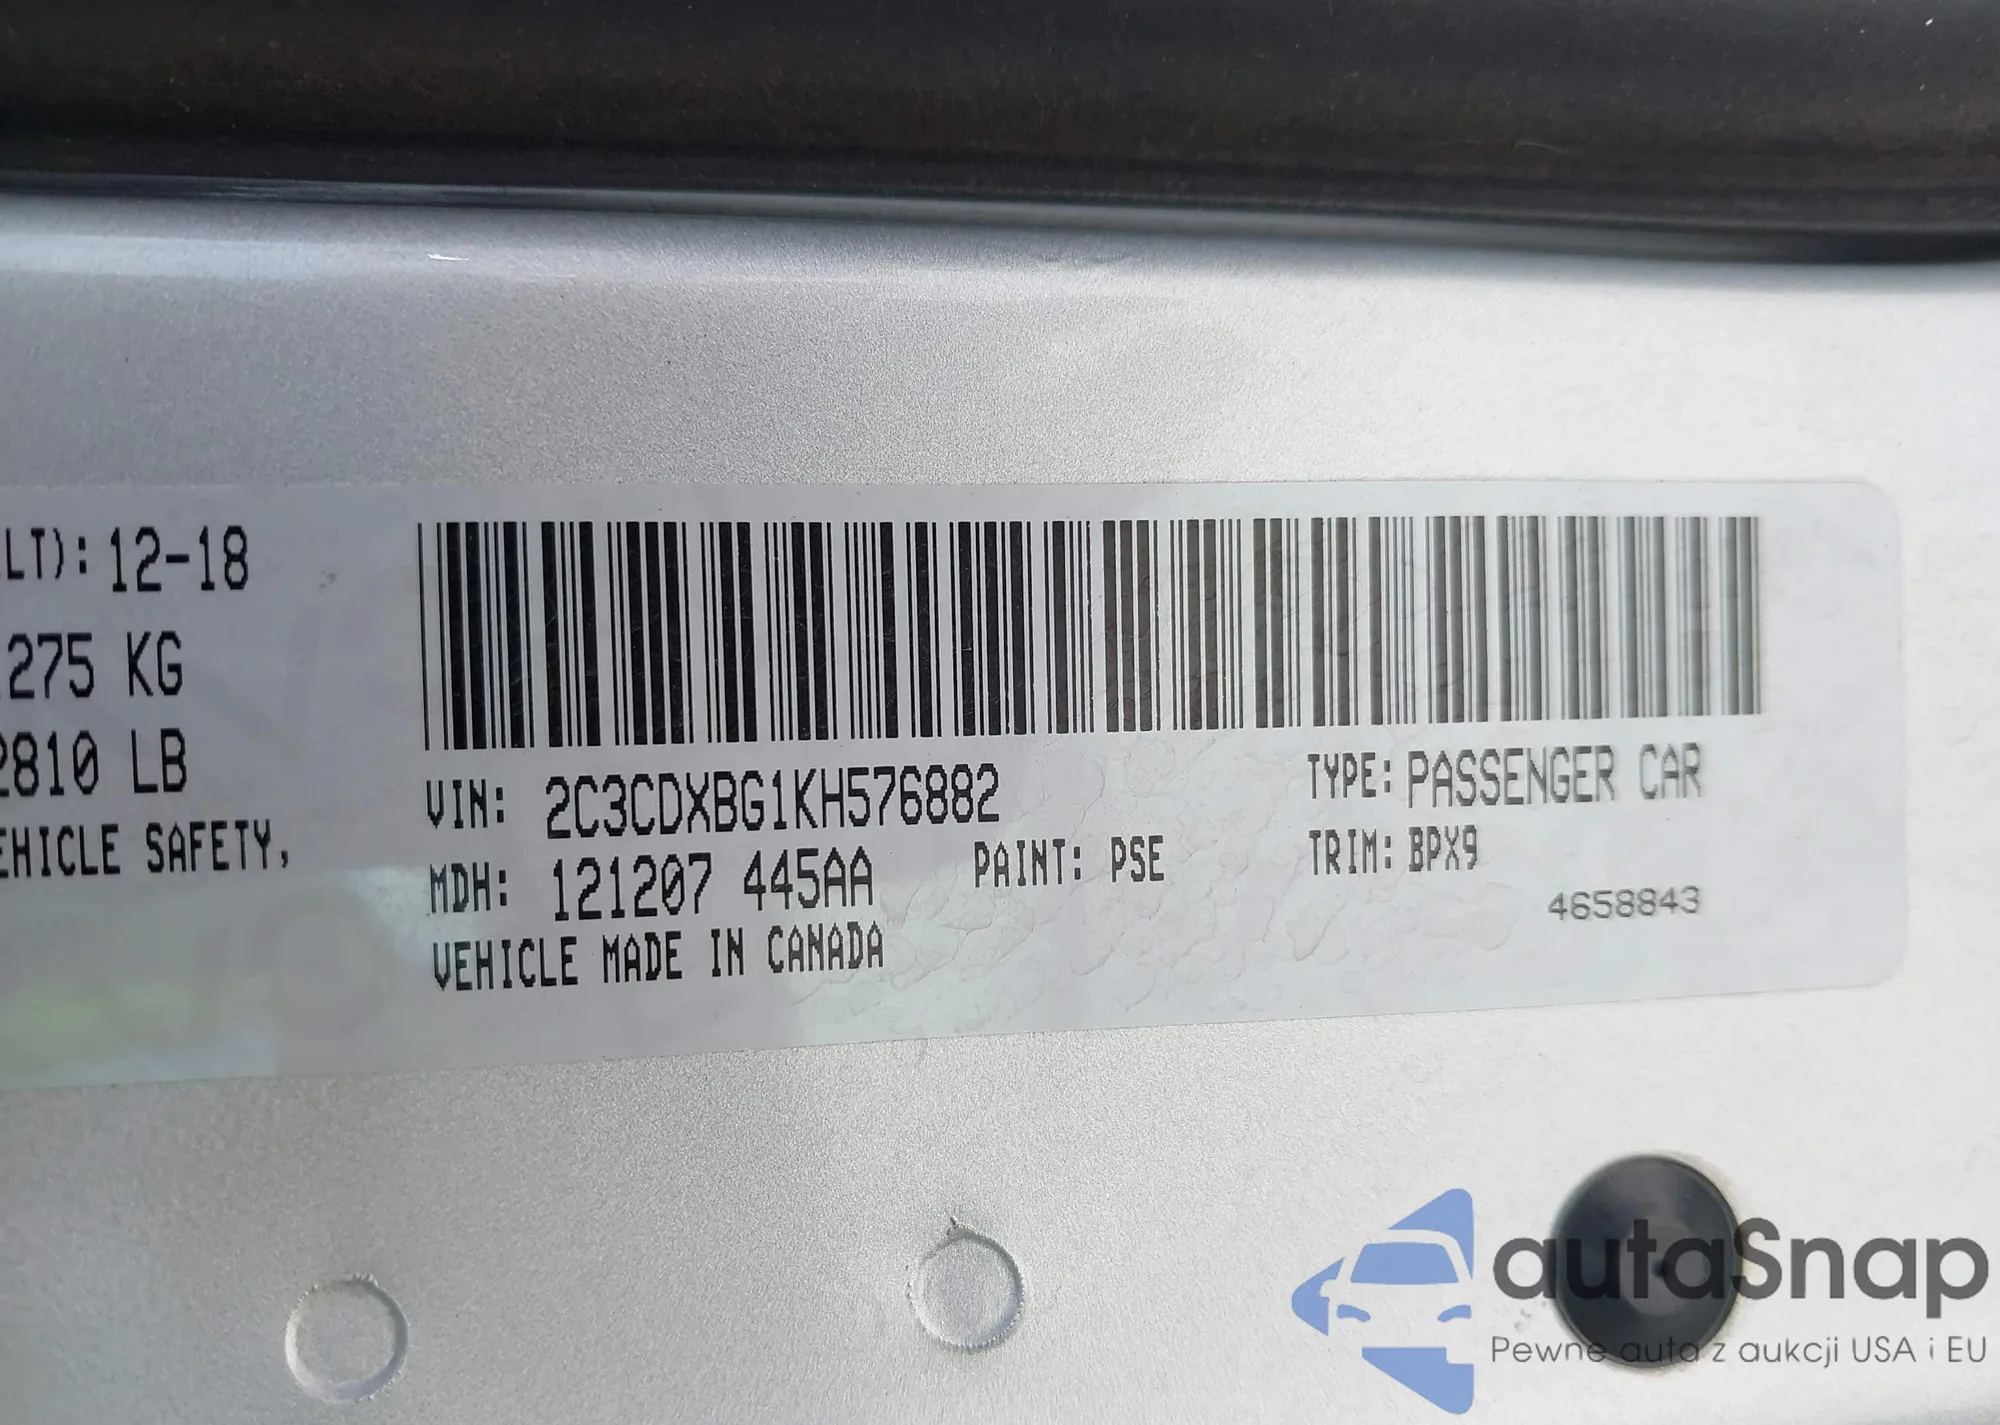 LT): 12-18
275 KG
2810 LB
EHICLE SAFETY,
VIN: 2C3CDXBG1KH576882
TYPE: PASSENGER CAR
MDH: 121207 445AA
PAINT: PSE
TRIM: BPX9
4658843
VEHICLE MADE IN CANADA
autaSnap
Pewne auta z aukcji USA i EU